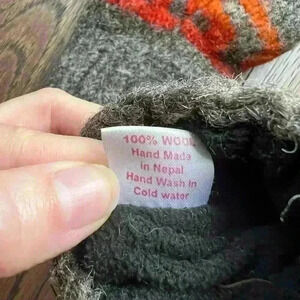 100% WOOL
Hand Made
in Nepal
Hand Wash In
Cold water